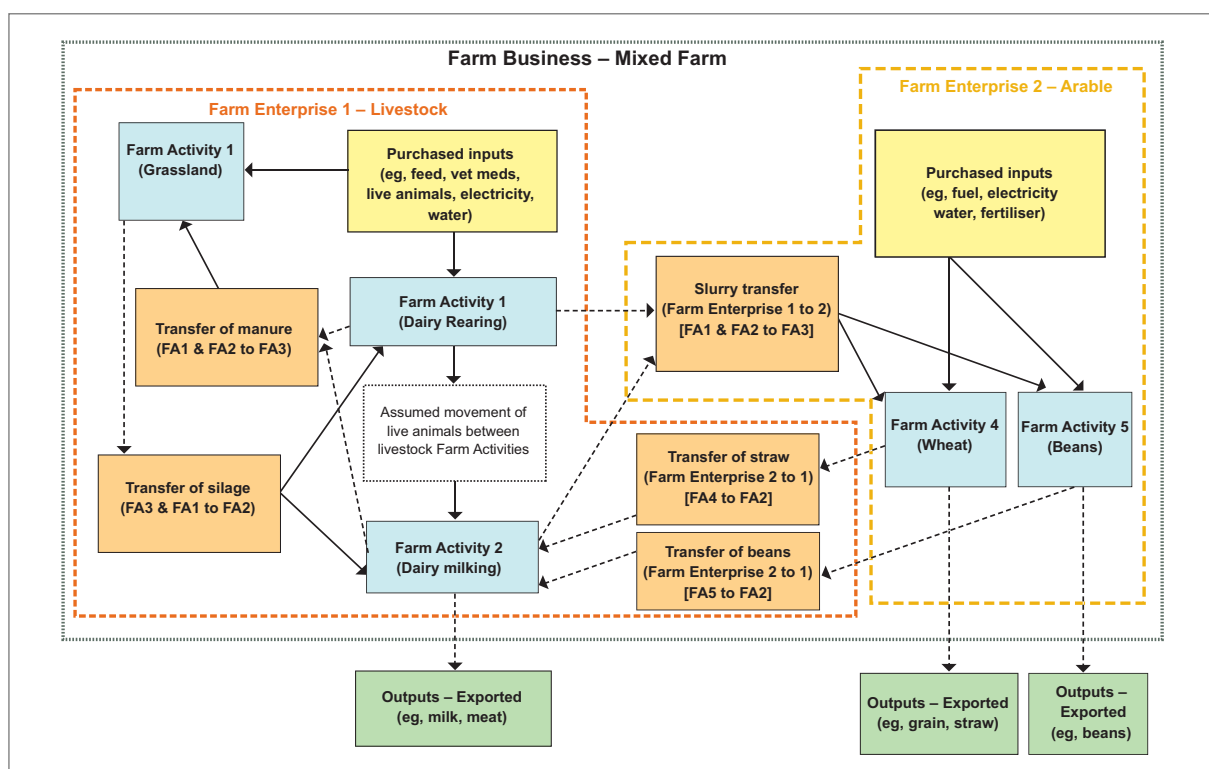 Farm Business – Mixed Farm
Farm Enterprise 1 – Livestock
Farm Enterprise 2 – Arable
Farm Activity 1
(Grassland)
Purchased inputs
(eg, feed, vet meds,
live animals, electricity,
water)
Purchased inputs
(eg, fuel, electricity
water, fertiliser)
Transfer of manure
(FA1 & FA2 to FA3)
Farm Activity 1
(Dairy Rearing)
Slurry transfer
(Farm Enterprise 1 to 2)
[FA1 & FA2 to FA3]
Assumed movement of
live animals between
livestock Farm Activities
Farm Activity 4
(Wheat)
Farm Activity 5
(Beans)
Transfer of silage
(FA3 & FA1 to FA2)
Transfer of straw
(Farm Enterprise 2 to 1)
[FA4 to FA2]
Farm Activity 2
(Dairy milking)
Transfer of beans
(Farm Enterprise 2 to 1)
[FA5 to FA2]
Outputs – Exported
(eg, milk, meat)
Outputs – Exported
(eg, grain, straw)
Outputs –
Exported
(eg, beans)